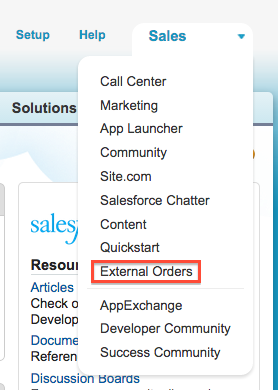 Setup Help Sales
Solutions
Call Center
Marketing
App Launcher
Community
Site.com
Salesforce Chatter
Content
Quickstart
External Orders
AppExchange
Developer Community
Success Community
sales
Resour
Articles
Check o
Develop
Docume
Referen
Discussion Boards